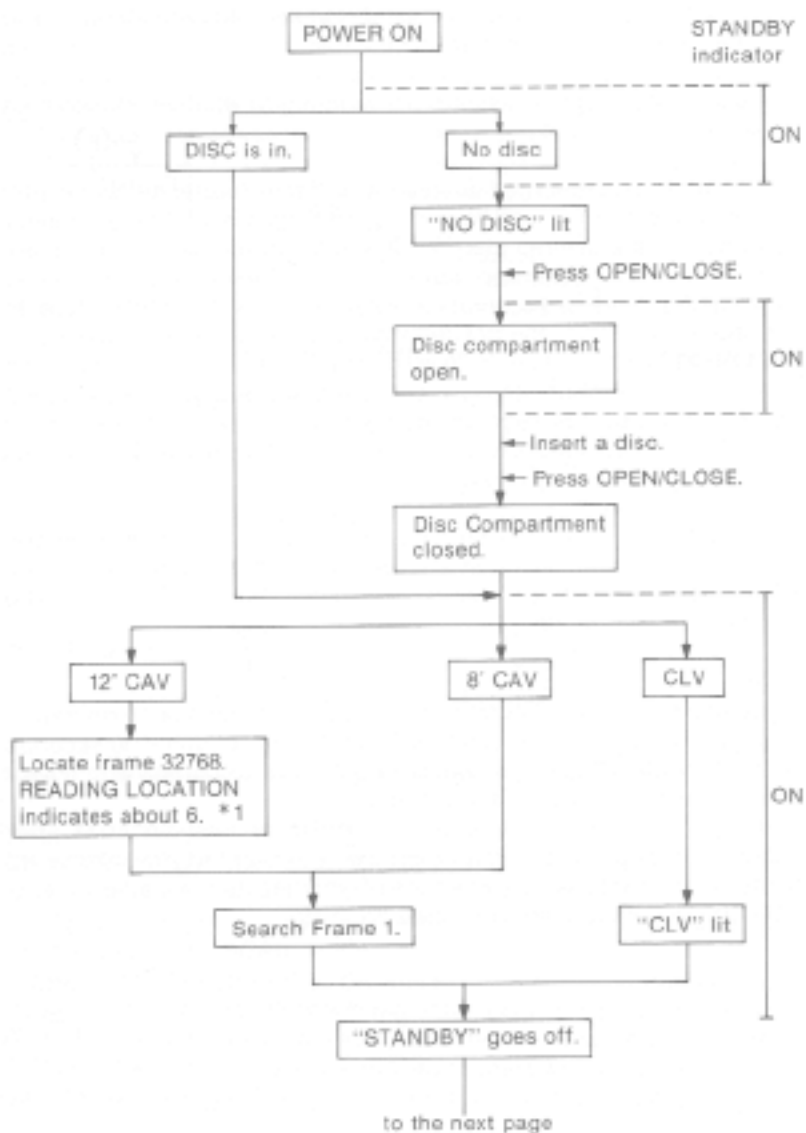 POWER ON
STANDBY
indicator
ON
DISC is in.
No disc
"NO DISC" lit
Press OPEN/CLOSE.
Disc compartment
open.
ON
Insert a disc.
Press OPEN/CLOSE.
Disc Compartment
closed.
12" CAV
8' CAV
CLV
Locate frame 32768.
READING LOCATION
indicates about 6. *1
ON
Search Frame 1.
"CLV" lit
"STANDBY" goes off.
to the next page